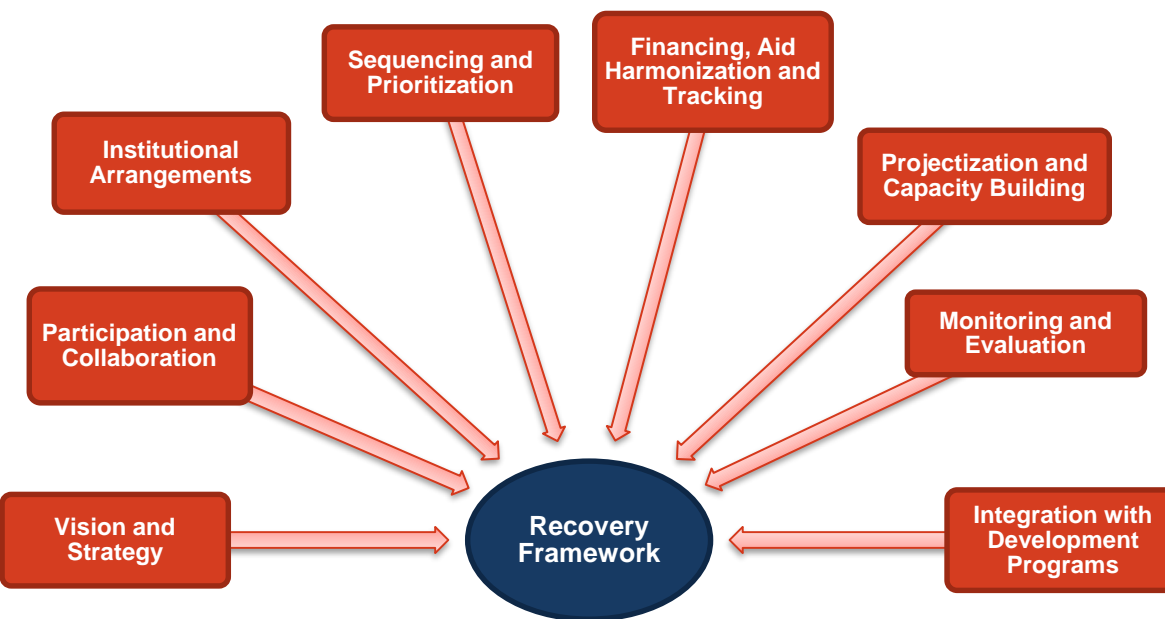 Sequencing and
Prioritization
Financing, Aid
Harmonization and
Tracking
Institutional
Arrangements
Projectization and
Capacity Building
Participation and
Collaboration
Monitoring and
Evaluation
Vision and
Strategy
Recovery
Framework
Integration with
Development
Programs